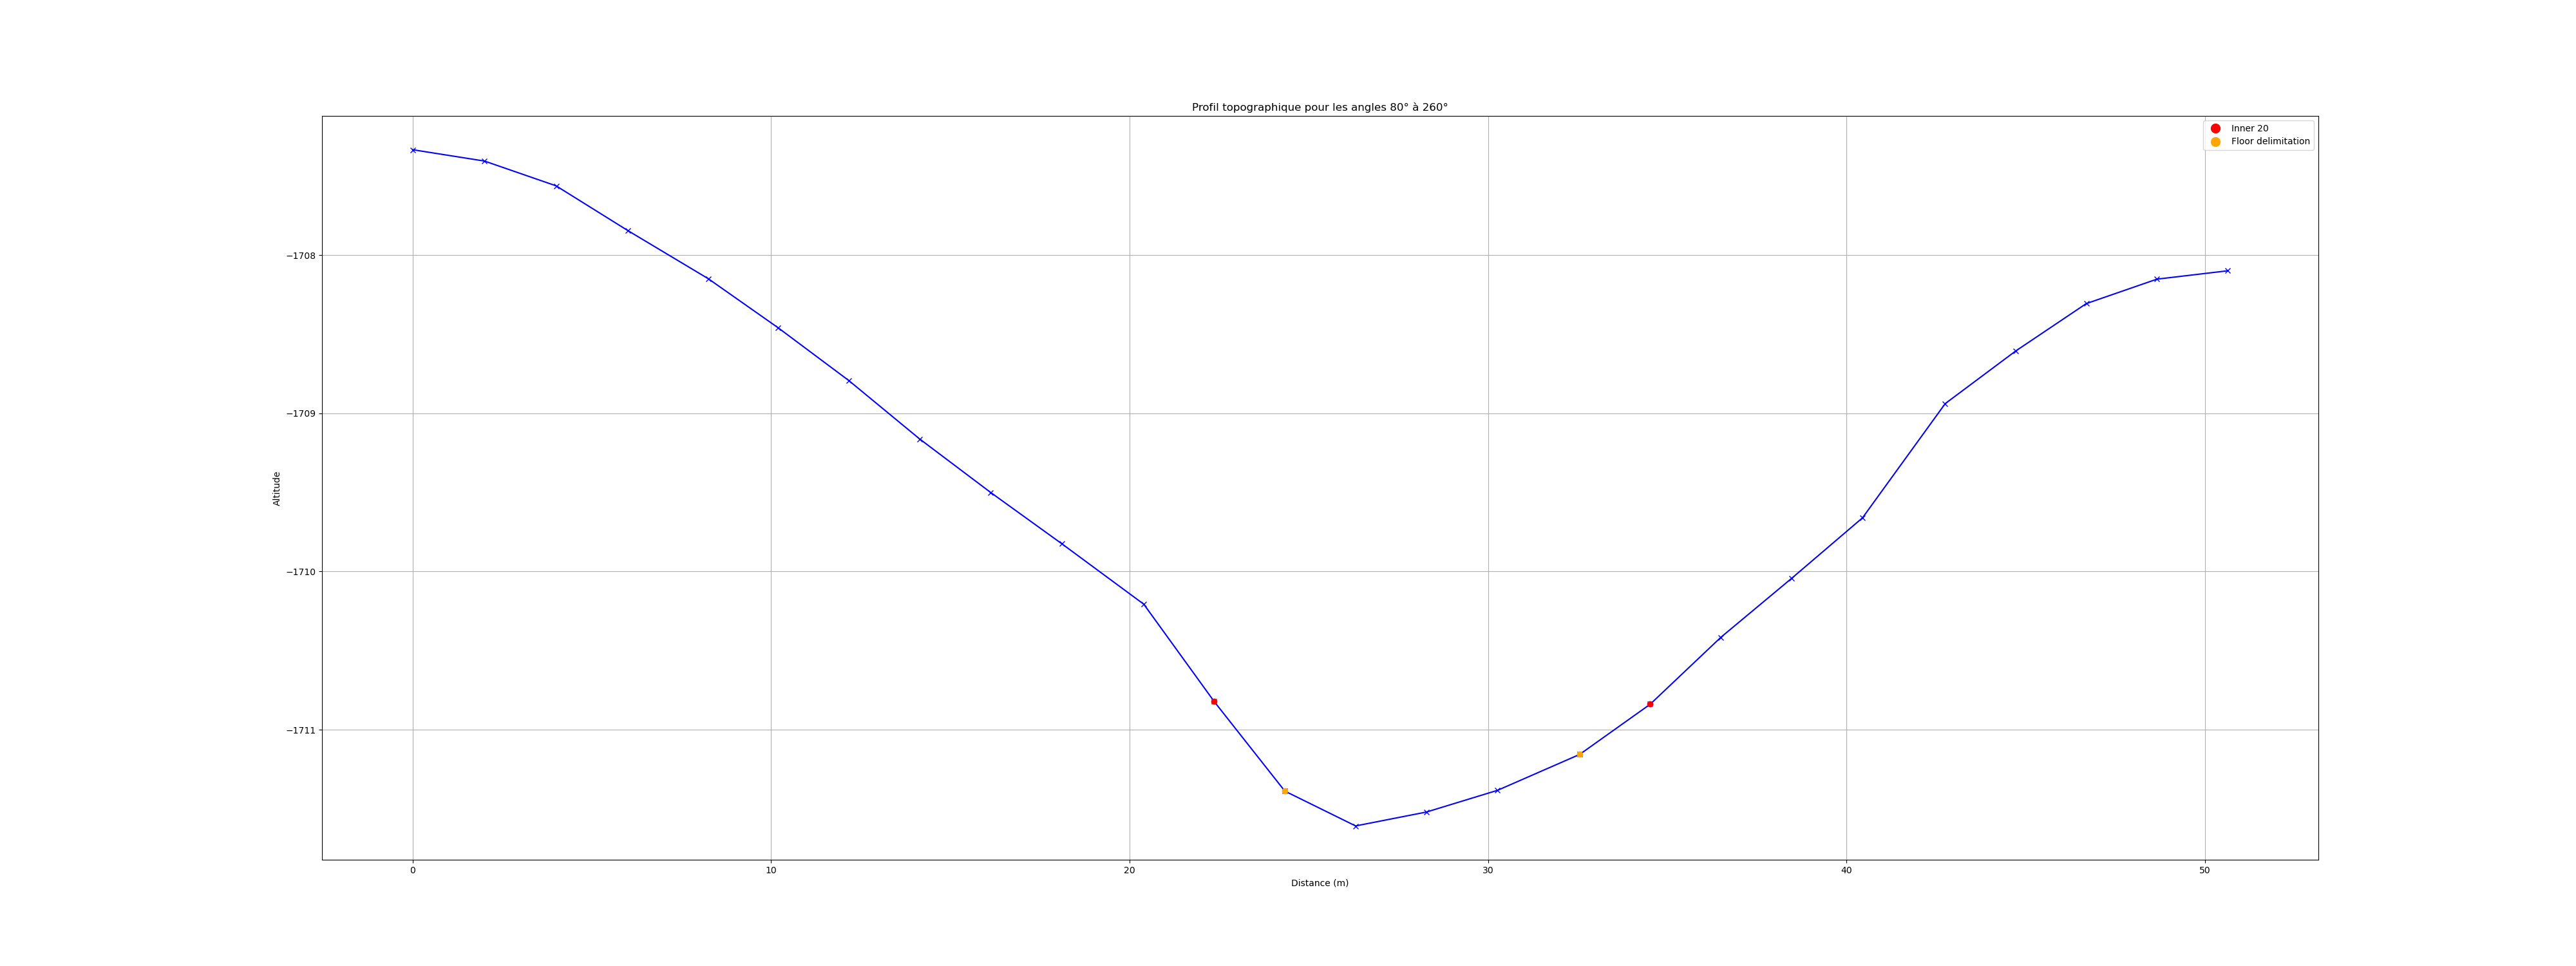 Profil topographique pour les angles 80° à 260°
Inner 20
Floor delimitation
Altitude
−1708
−1709
−1710
−1711
0 10 20 30 40 50
Distance (m)